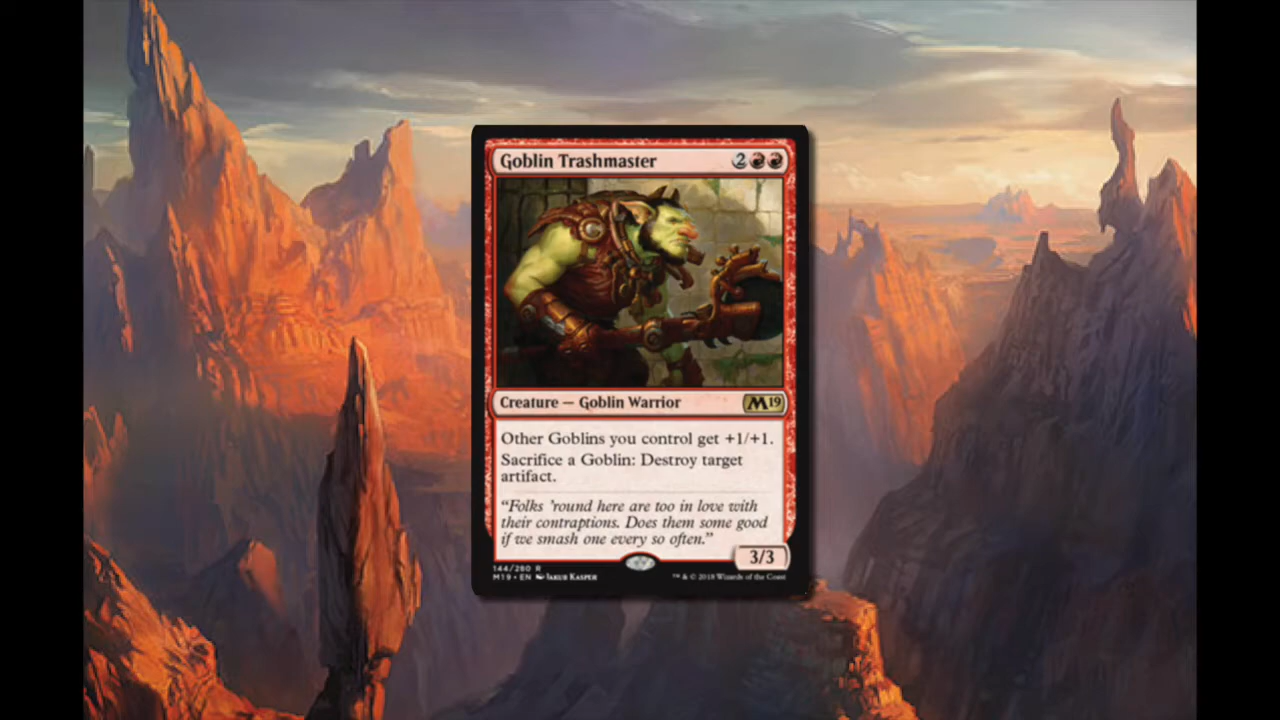 Goblin Trashmaster 2
Creature — Goblin Warrior M19
Other Goblins you control get +1/+1.
Sacrifice a Goblin: Destroy target
artifact.
“Folks ’round here are too in love with
their contraptions. Does them some good
if we smash one every so often.”
3/3
144/280 R
M19 • EN Jakub Kasper
™ & © 2018 Wizards of the Coast